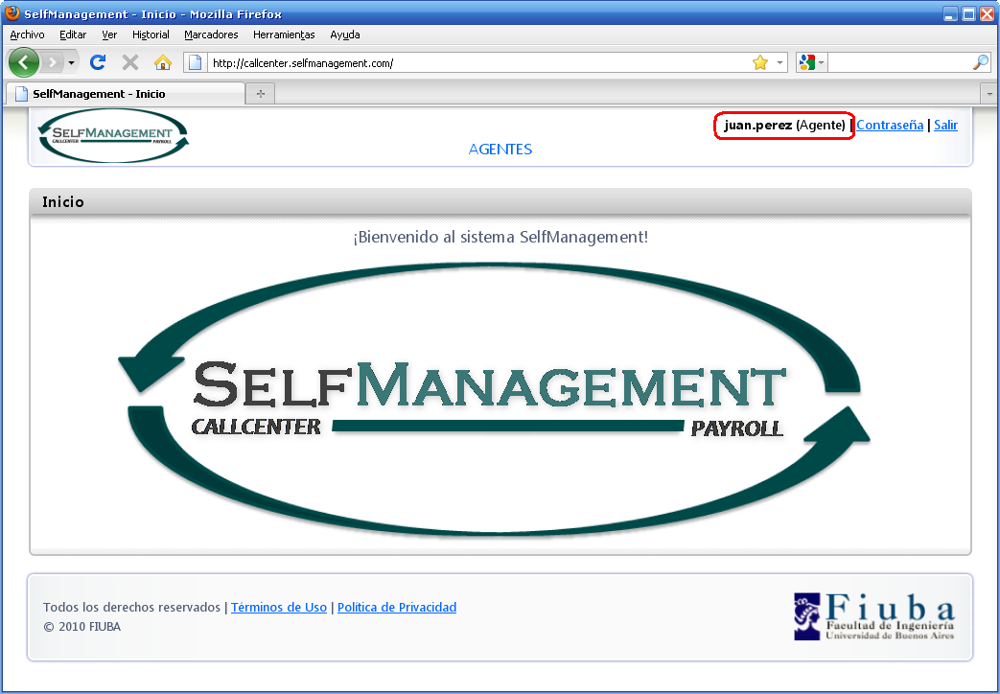 SelfManagement - Inicio - Mozilla Firefox
Archivo Editar Ver Historial Marcadores Herramientas Ayuda
http://callcenter.selfmanagement.com/
SelfManagement - Inicio
SELFMANAGEMENT
CALLCENTER PAYROLL
juan.perez (Agente) | Contraseña | Salir
AGENTES
Inicio
¡Bienvenido al sistema SelfManagement!
SELFMANAGEMENT
CALLCENTER PAYROLL
Todos los derechos reservados | Términos de Uso | Política de Privacidad
© 2010 FIUBA
Fiuba
Facultad de Ingeniería
Universidad de Buenos Aires